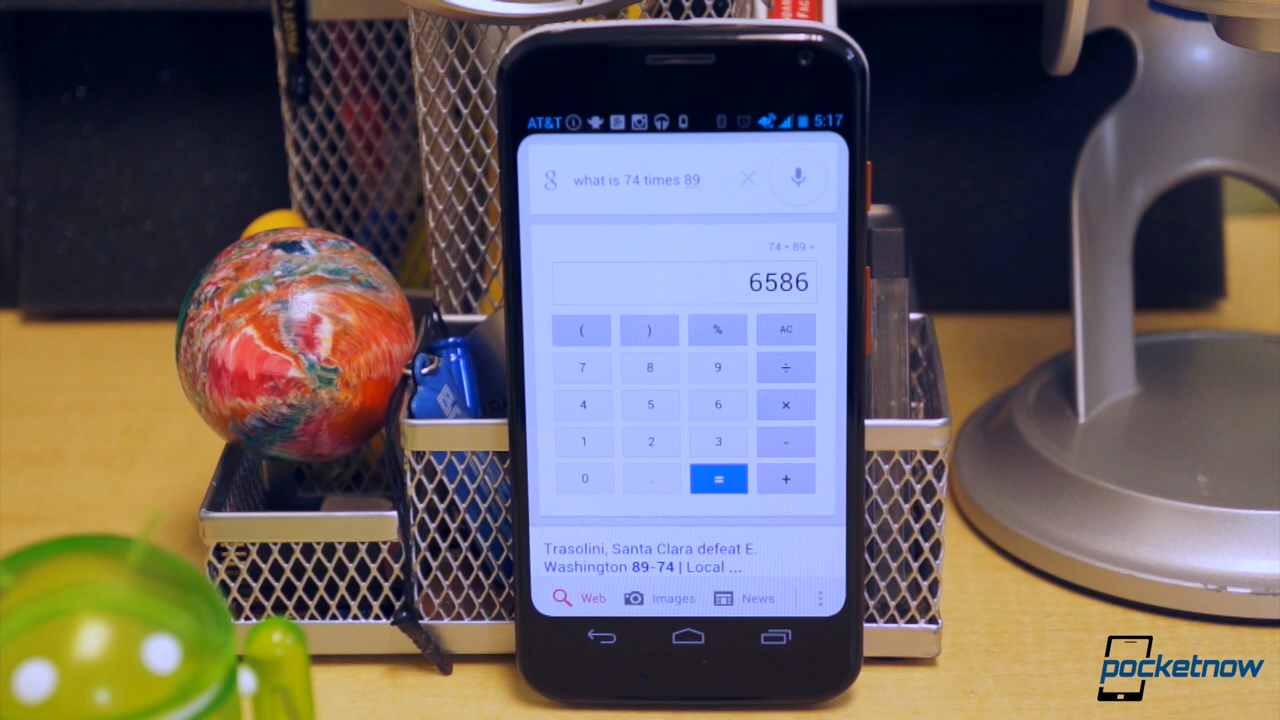 AT&T 5:17
g what is 74 times 89
74 * 89 =
6586
( ) % AC
7 8 9 ÷
4 5 6 ×
1 2 3 -
0 . = +
Trasolini, Santa Clara defeat E.
Washington 89-74 | Local ...
Web Images News
pocketnow